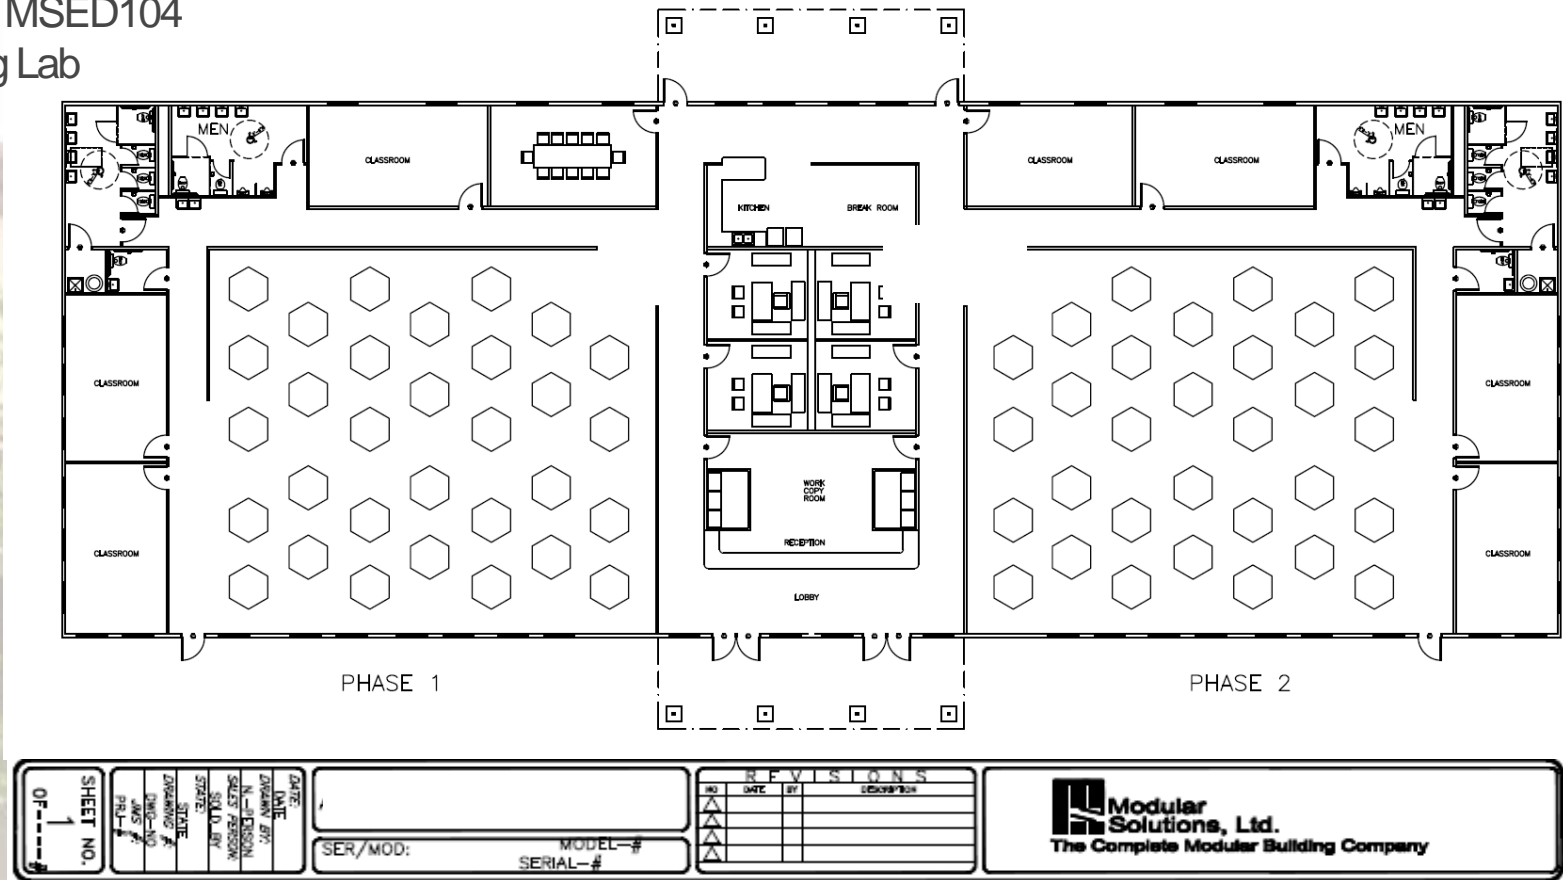 MSED104
g Lab
MEN
CLASSROOM
CLASSROOM
CLASSROOM
MEN
KITCHEN
BREAK ROOM
CLASSROOM
CLASSROOM
WORK
COPY
ROOM
RECEPTION
CLASSROOM
CLASSROOM
LOBBY
PHASE 1
PHASE 2
SHEET NO.
1
OF----#
DATE:
DATE
DRAWN BY:
N.-PERSON
SALES PERSON:
SOLD BY
STATE:
STATE
DRAWING #:
DWG-NO
JWS #:
PRJ-#
SER/MOD:
MODEL-#
SERIAL-#
REVISIONS
NO DATE BY DESCRIPTION
Modular
Solutions, Ltd.
The Complete Modular Building Company